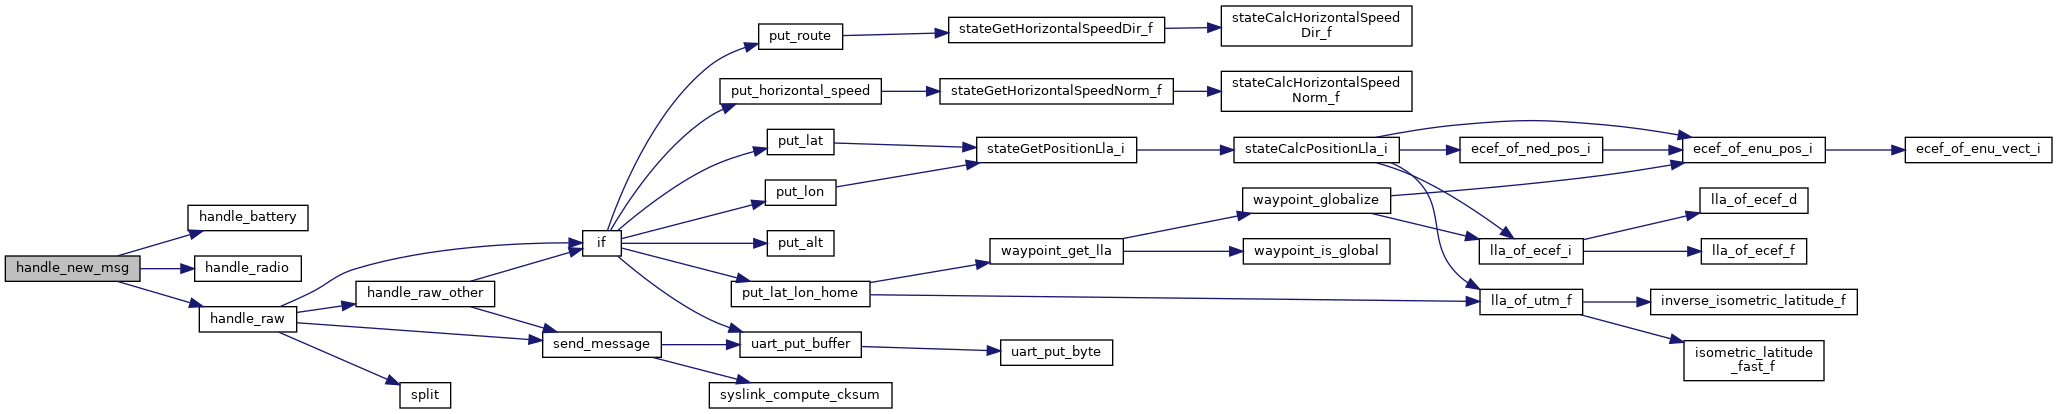 handle_new_msg
handle_battery
handle_radio
handle_raw
handle_raw_other
split
if
send_message
put_route
put_horizontal_speed
put_lat
put_lon
put_alt
put_lat_lon_home
uart_put_buffer
syslink_compute_cksum
stateGetHorizontalSpeedDir_f
stateGetHorizontalSpeedNorm_f
stateGetPositionLla_i
waypoint_get_lla
uart_put_byte
stateCalcHorizontalSpeed
Dir_f
stateCalcHorizontalSpeed
Norm_f
stateCalcPositionLla_i
waypoint_globalize
waypoint_is_global
ecef_of_ned_pos_i
lla_of_ecef_i
lla_of_utm_f
ecef_of_enu_pos_i
lla_of_ecef_d
lla_of_ecef_f
inverse_isometric_latitude_f
isometric_latitude
_fast_f
ecef_of_enu_vect_i